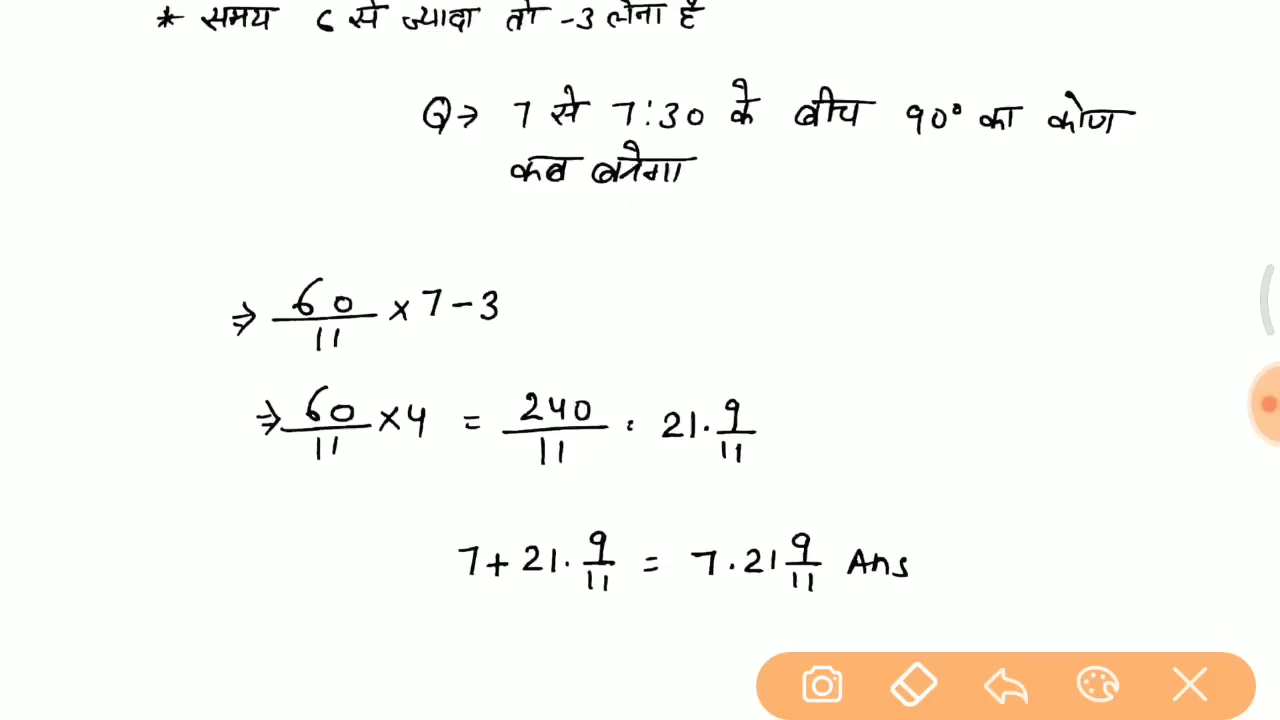 * समय 6 से ज्यादा तो -3 लेना है
Q⇒ 7 से 7:30 के बीच 90° का कोण
कब बनेगा
⇒ 60/11 × 7 - 3
⇒ 60/11 × 4 = 240/11 : 21. 9/11
7 + 21. 9/11 = 7. 21 9/11 Ans